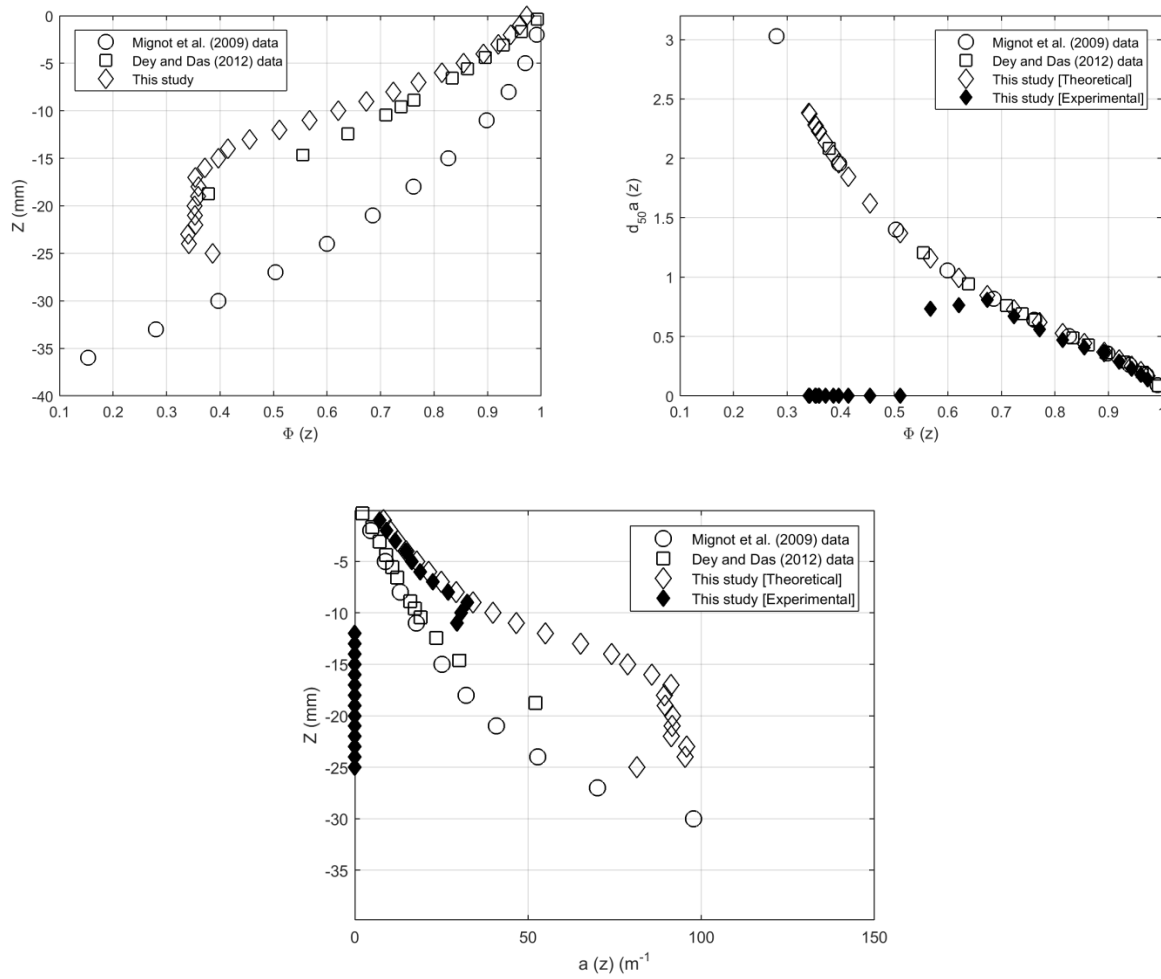 0
-5
-10
-15
-20
-25
-30
-35
-40
Z (mm)
Mignot et al. (2009) data
Dey and Das (2012) data
This study
0.1 0.2 0.3 0.4 0.5 0.6 0.7 0.8 0.9 1
Φ (z)
3
2.5
2
1.5
1
0.5
0
d₅₀a (z)
Mignot et al. (2009) data
Dey and Das (2012) data
This study [Theoretical]
This study [Experimental]
0.1 0.2 0.3 0.4 0.5 0.6 0.7 0.8 0.9 1
Φ (z)
-5
-10
-15
-20
-25
-30
-35
Z (mm)
Mignot et al. (2009) data
Dey and Das (2012) data
This study [Theoretical]
This study [Experimental]
0 50 100 150
a (z) (m⁻¹)